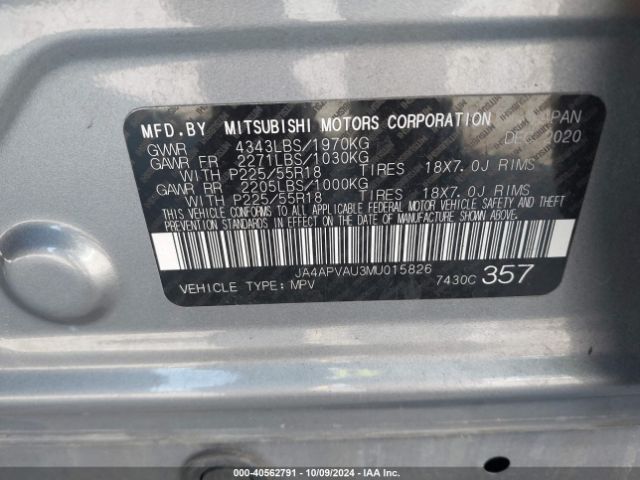 MFD.BY MITSUBISHI MOTORS CORPORATION JAPAN
GVWR 4343LBS/1970KG DEC 2020
GAWR FR 2271LBS/1030KG
WITH P225/55R18 TIRES 18X7.0J RIMS
GAWR RR 2205LBS/1000KG
WITH P225/55R18 TIRES 18X7.0J RIMS
THIS VEHICLE CONFORMS TO ALL APPLICABLE FEDERAL MOTOR VEHICLE SAFETY AND THEFT
PREVENTION STANDARDS IN EFFECT ON THE DATE OF MANUFACTURE SHOWN ABOVE.
JA4APVAU3MU015826
VEHICLE TYPE: MPV 7430C 357
000-40562791 - 10/09/2024 - IAA Inc.